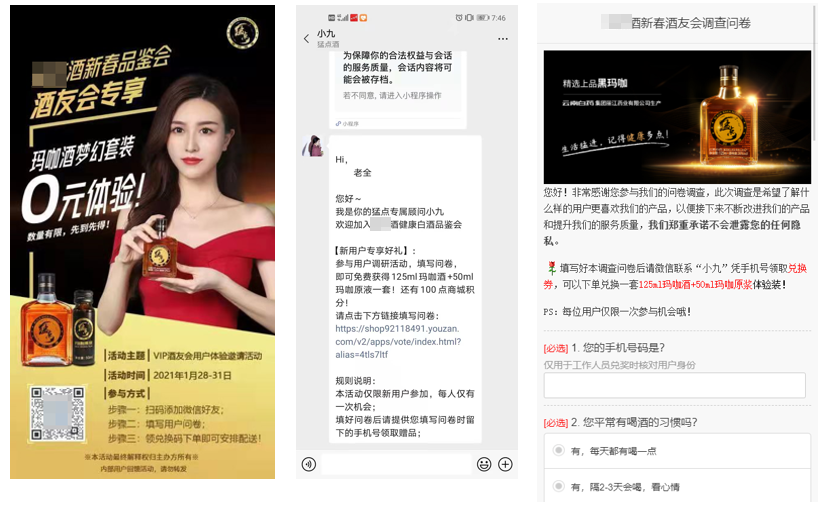 酒新春品鉴会
酒友会专享
玛咖酒梦幻套装
0元体验!
数量有限，先到先得!
活动主题 VIP酒友会用户体验邀请活动
活动时间 2021年1月28-31日
参与方式
步骤一：扫码添加微信好友；
步骤二：填写用户问卷；
步骤三：领兑换码下单即可安排配送！
※本活动最终解释权归主办方所有※
内部用户回馈活动，请勿转发
7:46
小九
猛点酒
为保障你的合法权益与会话
的服务质量，会话内容将可
能会被存档。
若不同意, 请进入小程序操作
小程序
Hi，
老全
您好～
我是你的猛点专属顾问小九
欢迎加入 酒健康白酒品鉴会
【新用户专享好礼】：
参与用户调研活动，填写问卷，
即可免费获得 125ml玛咖酒+50ml
玛咖原液一套！还有 100 点商城积
分！
请点击下方链接填写问卷：
https://shop92118491.youzan.
com/v2/apps/vote/index.html?
alias=4tls7ltf
规则说明：
本活动仅限新用户参加，每人仅有
一次机会；
填好问卷后请提供您填写问卷时留
下的手机号领取赠品；
酒新春酒友会调查问卷
精选上品黑玛咖
云南白药 集团丽江药业有限公司生产
生活猛进，记得健康多点！
您好！非常感谢您参与我们的问卷调查，此次调查是希望了解什
么样的用户更喜欢我们的产品，以便接下来不断改进我们的产品
和提升我们的服务质量，我们郑重承诺不会泄露您的任何隐
私。
填写好本调查问卷后请微信联系“小九”凭手机号领取兑换
券，可以下单兑换一套125ml玛咖酒+50ml玛咖原浆体验装！
PS：每位用户仅限一次参与机会哦！
[必选] 1. 您的手机号码是？
仅用于工作人员兑奖时核对用户身份
[必选] 2. 您平常有喝酒的习惯吗？
有，每天都有喝一点
有，隔2-3天会喝，看心情